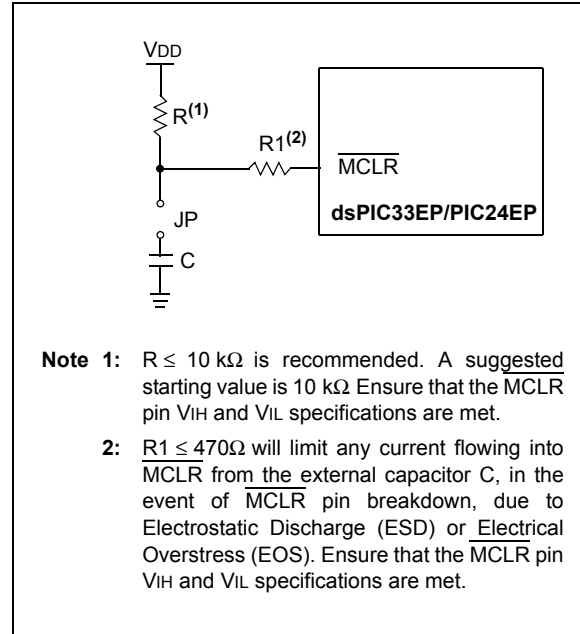 VDD
R(1)
R1(2)
MCLR
dsPIC33EP/PIC24EP
JP
C
Note 1: R ≤ 10 kΩ is recommended. A suggested
starting value is 10 kΩ Ensure that the MCLR
pin VIH and VIL specifications are met.
2: R1 ≤ 470Ω will limit any current flowing into
MCLR from the external capacitor C, in the
event of MCLR pin breakdown, due to
Electrostatic Discharge (ESD) or Electrical
Overstress (EOS). Ensure that the MCLR pin
VIH and VIL specifications are met.